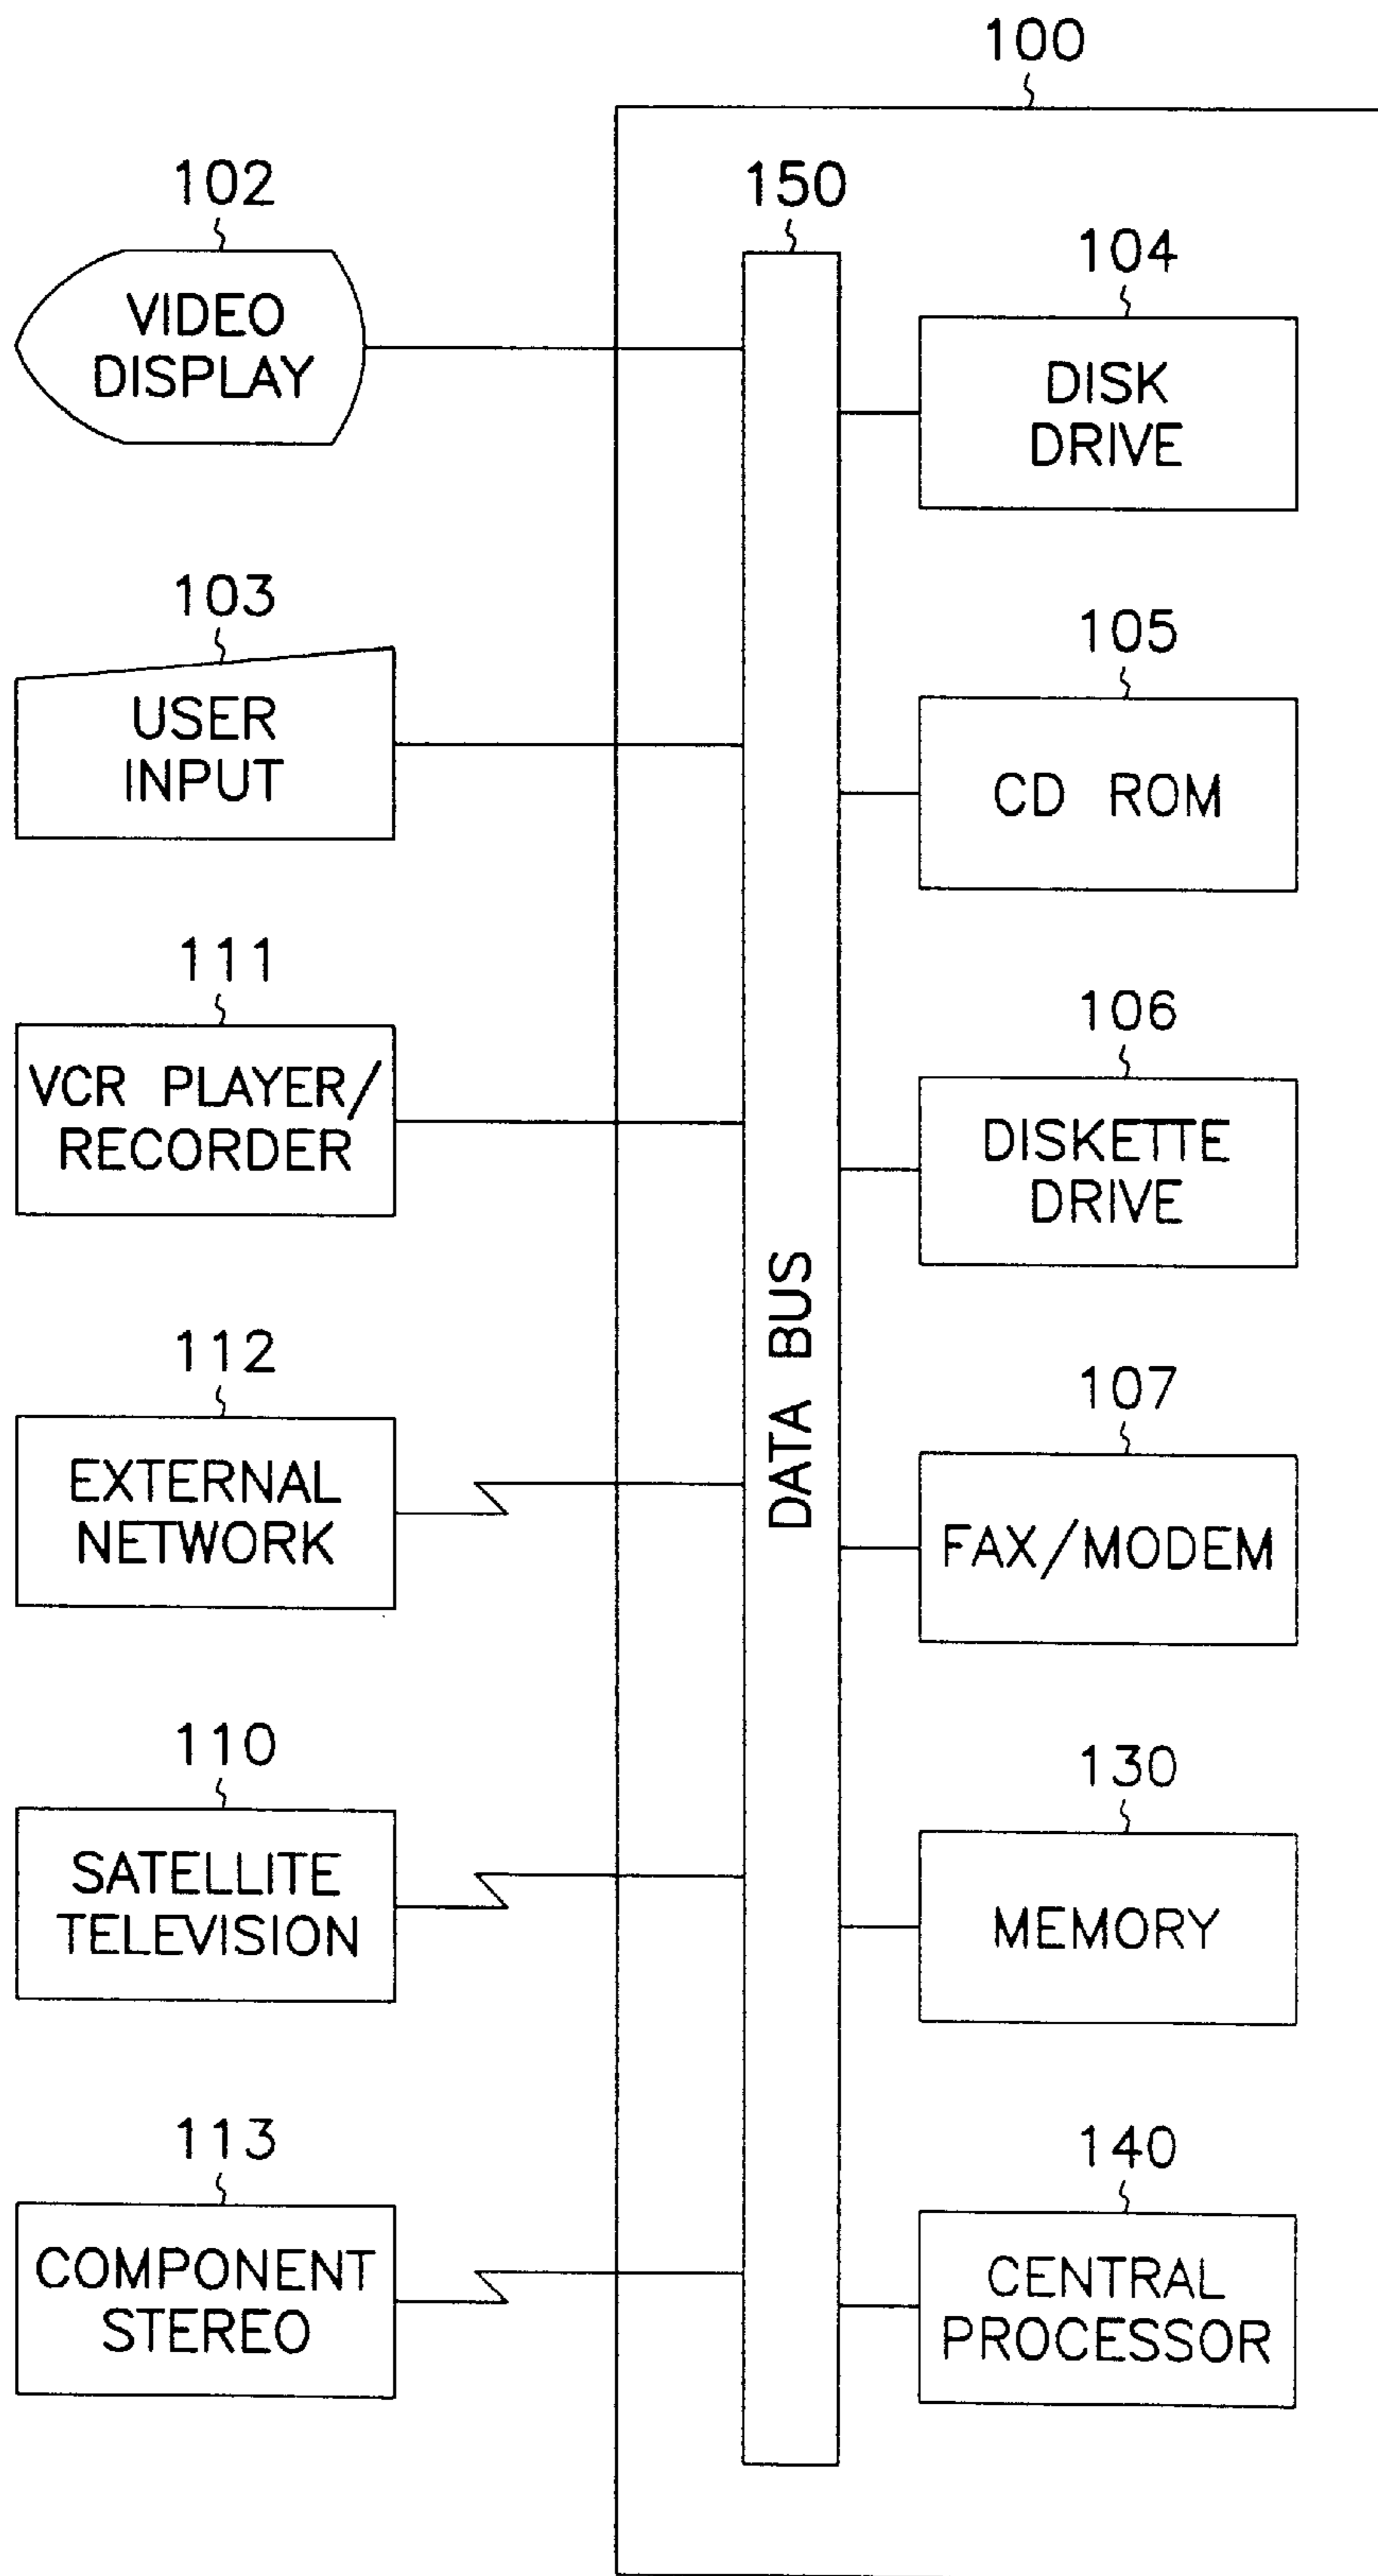 100
102
VIDEO
DISPLAY
103
USER
INPUT
111
VCR PLAYER/
RECORDER
112
EXTERNAL
NETWORK
110
SATELLITE
TELEVISION
113
COMPONENT
STEREO
150
DATA BUS
104
DISK
DRIVE
105
CD ROM
106
DISKETTE
DRIVE
107
FAX/MODEM
130
MEMORY
140
CENTRAL
PROCESSOR